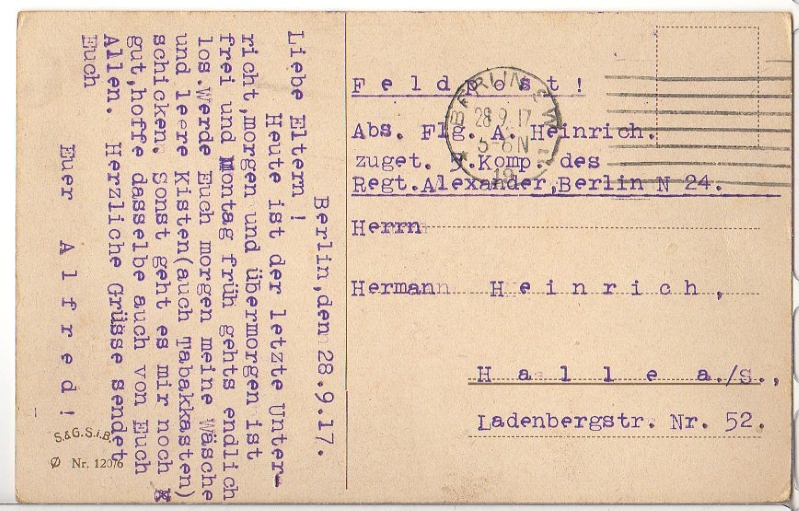 Berlin,den 28.9.17.
Liebe Eltern !
Heute ist der letzte Unter-
richt,morgen und übermorgen ist
frei und Montag früh gehts endlich
los.Werde Euch morgen meine Wäsche
und leere Kisten(auch Tabakkasten)
schicken. Sonst geht es mir noch
gut,hoffe dasselbe auch von Euch
Allen. Herzliche Grüsse sendet
Euch
Euer Alfred!
S.&G.S.i.B.
Ø Nr. 1206
Feldpost!
BERLIN
28.9.17.
5-6N
Abs. Flg. A. Heinrich.
zuget. Komp. des
Regt.Alexander,Berlin N 24.
Herrn
Hermann Heinrich,
Halle a./S.,
Ladenbergstr. Nr. 52.